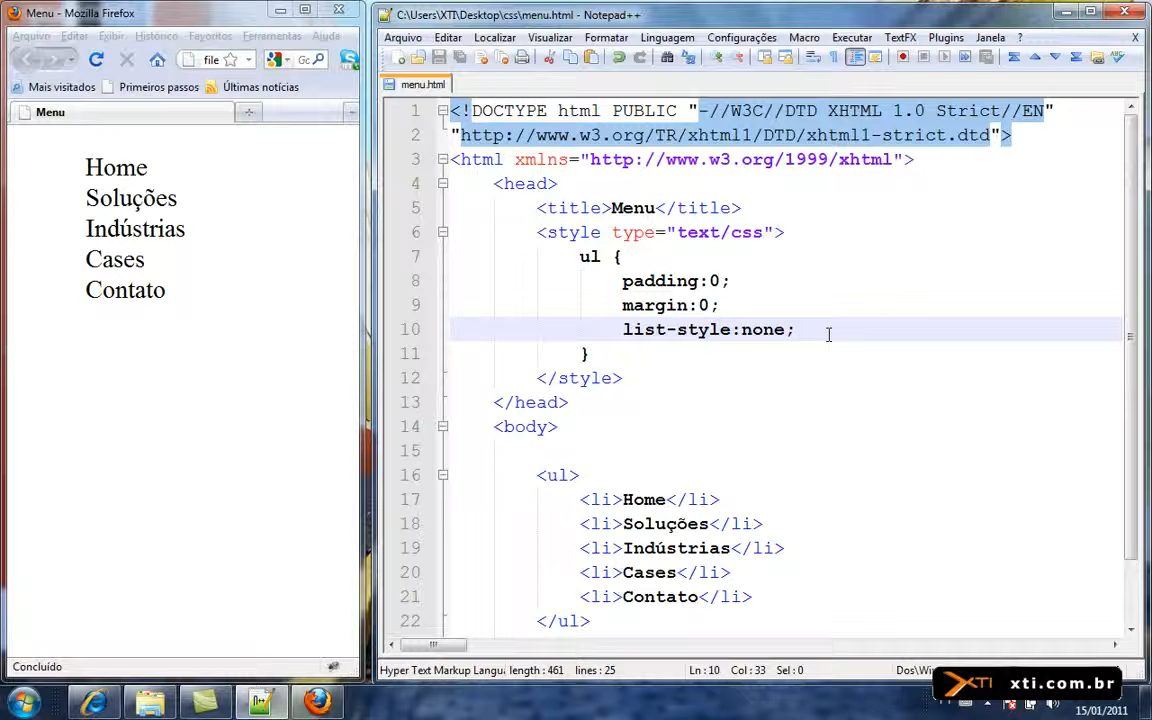 Menu - Mozilla Firefox
Arquivo Editar Exibir Histórico Favoritos Ferramentas Ajuda
file
Mais visitados Primeiros passos Últimas notícias
Menu
Home
Soluções
Indústrias
Cases
Contato
Concluído
C:\Users\XTI\Desktop\css\menu.html - Notepad++
Arquivo Editar Localizar Visualizar Formatar Linguagem Configurações Macro Executar TextFX Plugins Janela ? X
menu.html
1 <!DOCTYPE html PUBLIC "-//W3C//DTD XHTML 1.0 Strict//EN"
2 "http://www.w3.org/TR/xhtml1/DTD/xhtml1-strict.dtd">
3 <html xmlns="http://www.w3.org/1999/xhtml">
4 <head>
5 <title>Menu</title>
6 <style type="text/css">
7 ul {
8 padding:0;
9 margin:0;
10 list-style:none;
11 }
12 </style>
13 </head>
14 <body>
15
16 <ul>
17 <li>Home</li>
18 <li>Soluções</li>
19 <li>Indústrias</li>
20 <li>Cases</li>
21 <li>Contato</li>
22 </ul>
Hyper Text Markup Langu length : 461 lines : 25 Ln : 10 Col : 33 Sel : 0 Dos\Win
XTI xti.com.br
15/01/2011